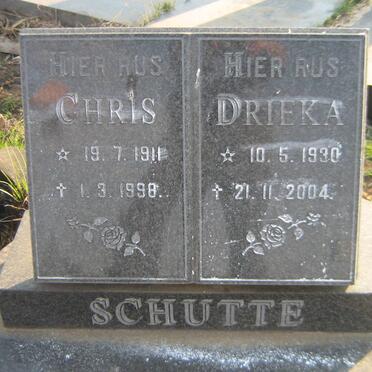 HIER RUS
CHRIS
☆ 19.7.1911
✝ 1.3.1998.
HIER RUS
DRIEKA
☆ 10.5.1930
✝ 21.11.2004.
SCHUTTE